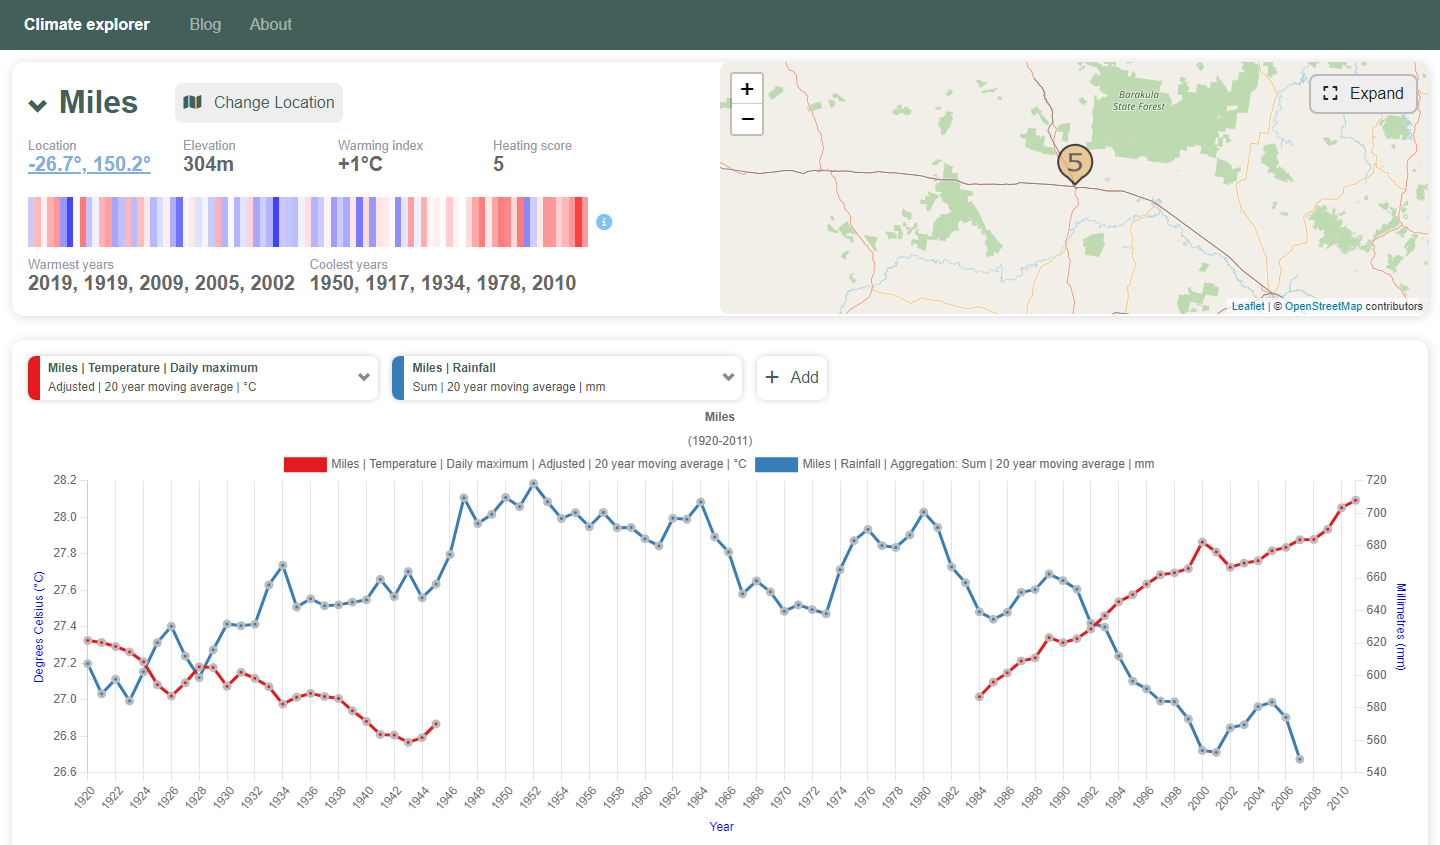 Climate explorer Blog About
Miles
Change Location
Location Elevation Warming index Heating score
-26.7°, 150.2° 304m +1°C 5
Warmest years Coolest years
2019, 1919, 2009, 2005, 2002 1950, 1917, 1934, 1978, 2010
+
−
Barakula
State Forest
Expand
5
Leaflet | © OpenStreetMap contributors
Miles | Temperature | Daily maximum
Adjusted | 20 year moving average | °C
Miles | Rainfall
Sum | 20 year moving average | mm
+ Add
Miles
(1920-2011)
Miles | Temperature | Daily maximum | Adjusted | 20 year moving average | °C Miles | Rainfall | Aggregation: Sum | 20 year moving average | mm
28.2
28.0
27.8
27.6
27.4
27.2
27.0
26.8
26.6
Degrees Celsius (°C)
720
700
680
660
640
620
600
580
560
540
Millimetres (mm)
1920 1922 1924 1926 1928 1930 1932 1934 1936 1938 1940 1942 1944 1946 1948 1950 1952 1954 1956 1958 1960 1962 1964 1966 1968 1970 1972 1974 1976 1978 1980 1982 1984 1986 1988 1990 1992 1994 1996 1998 2000 2002 2004 2006 2008 2010
Year